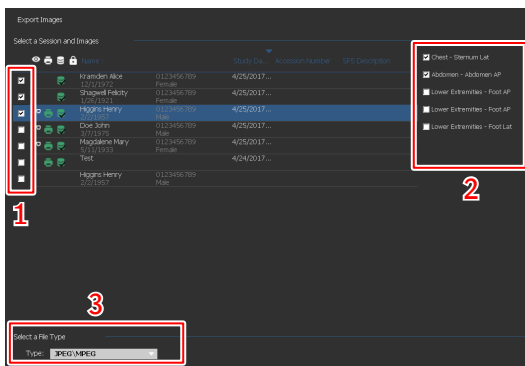 Export Images
Select a Session and Images
Name Study Da... Accession Number SPS Description
Kramden Alice 0123456789 4/25/2017...
12/1/1972 Female
Shagwell Felicity 0123456789 4/25/2017...
1/26/1921 Female
Higgins Henry 0123456789 4/25/2017...
2/2/1957 Male
Doe John 0123456789 4/25/2017...
3/7/1975 Male
Magdalene Mary 0123456789 4/25/2017...
5/11/1933 Female
Test 4/24/2017...
Higgins Henry 0123456789
2/2/1957 Male
1
Chest - Sternum Lat
Abdomen - Abdomen AP
Lower Extremities - Foot AP
Lower Extremities - Foot AP
Lower Extremities - Foot Lat
2
3
Select a File Type
Type: JPEG\MPEG